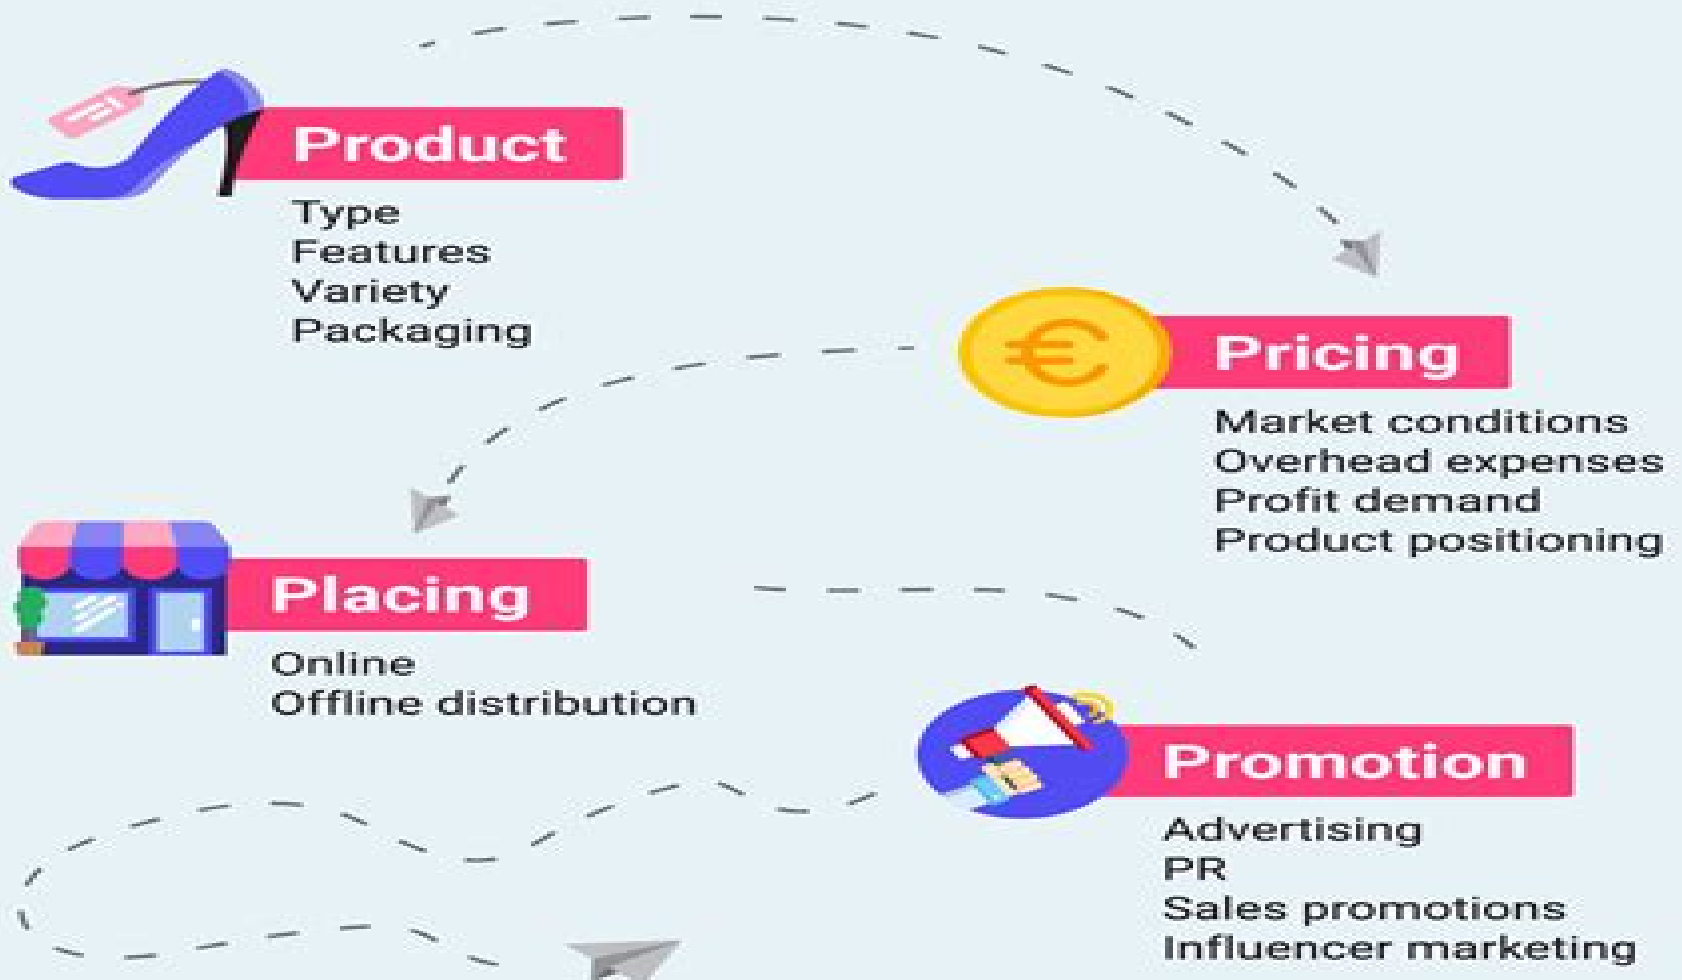 Product
Type
Features
Variety
Packaging
Pricing
Market conditions
Overhead expenses
Profit demand
Product positioning
Placing
Online
Offline distribution
Promotion
Advertising
PR
Sales promotions
Influencer marketing